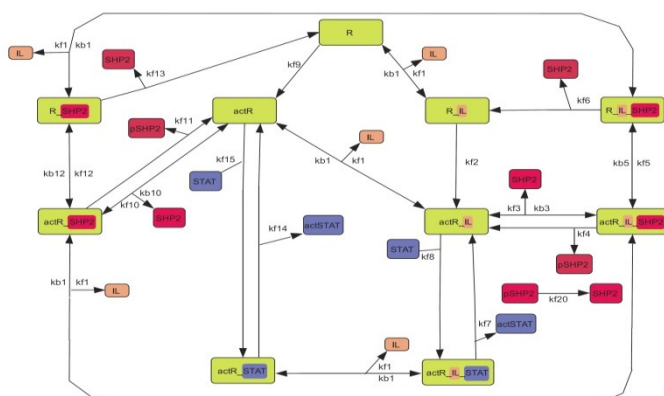 R
IL
kf1
kb1
SHP2
kf13
kf9
IL
kb1
kf1
SHP2
kf6
R_SHP2
actR
R_IL
R_IL_SHP2
kf11
pSHP2
kb12
kf12
kf15
STAT
kb10
kf10
SHP2
kb1
kf1
IL
kf2
kb5
kf5
SHP2
kf3
kb3
actR_SHP2
actR_IL
actR_IL_SHP2
kf14
actSTAT
STAT
kf8
kf4
pSHP2
kb1
kf1
IL
pSHP2
kf20
SHP2
kf7
actSTAT
IL
kf1
kb1
actR_STAT
actR_IL_STAT